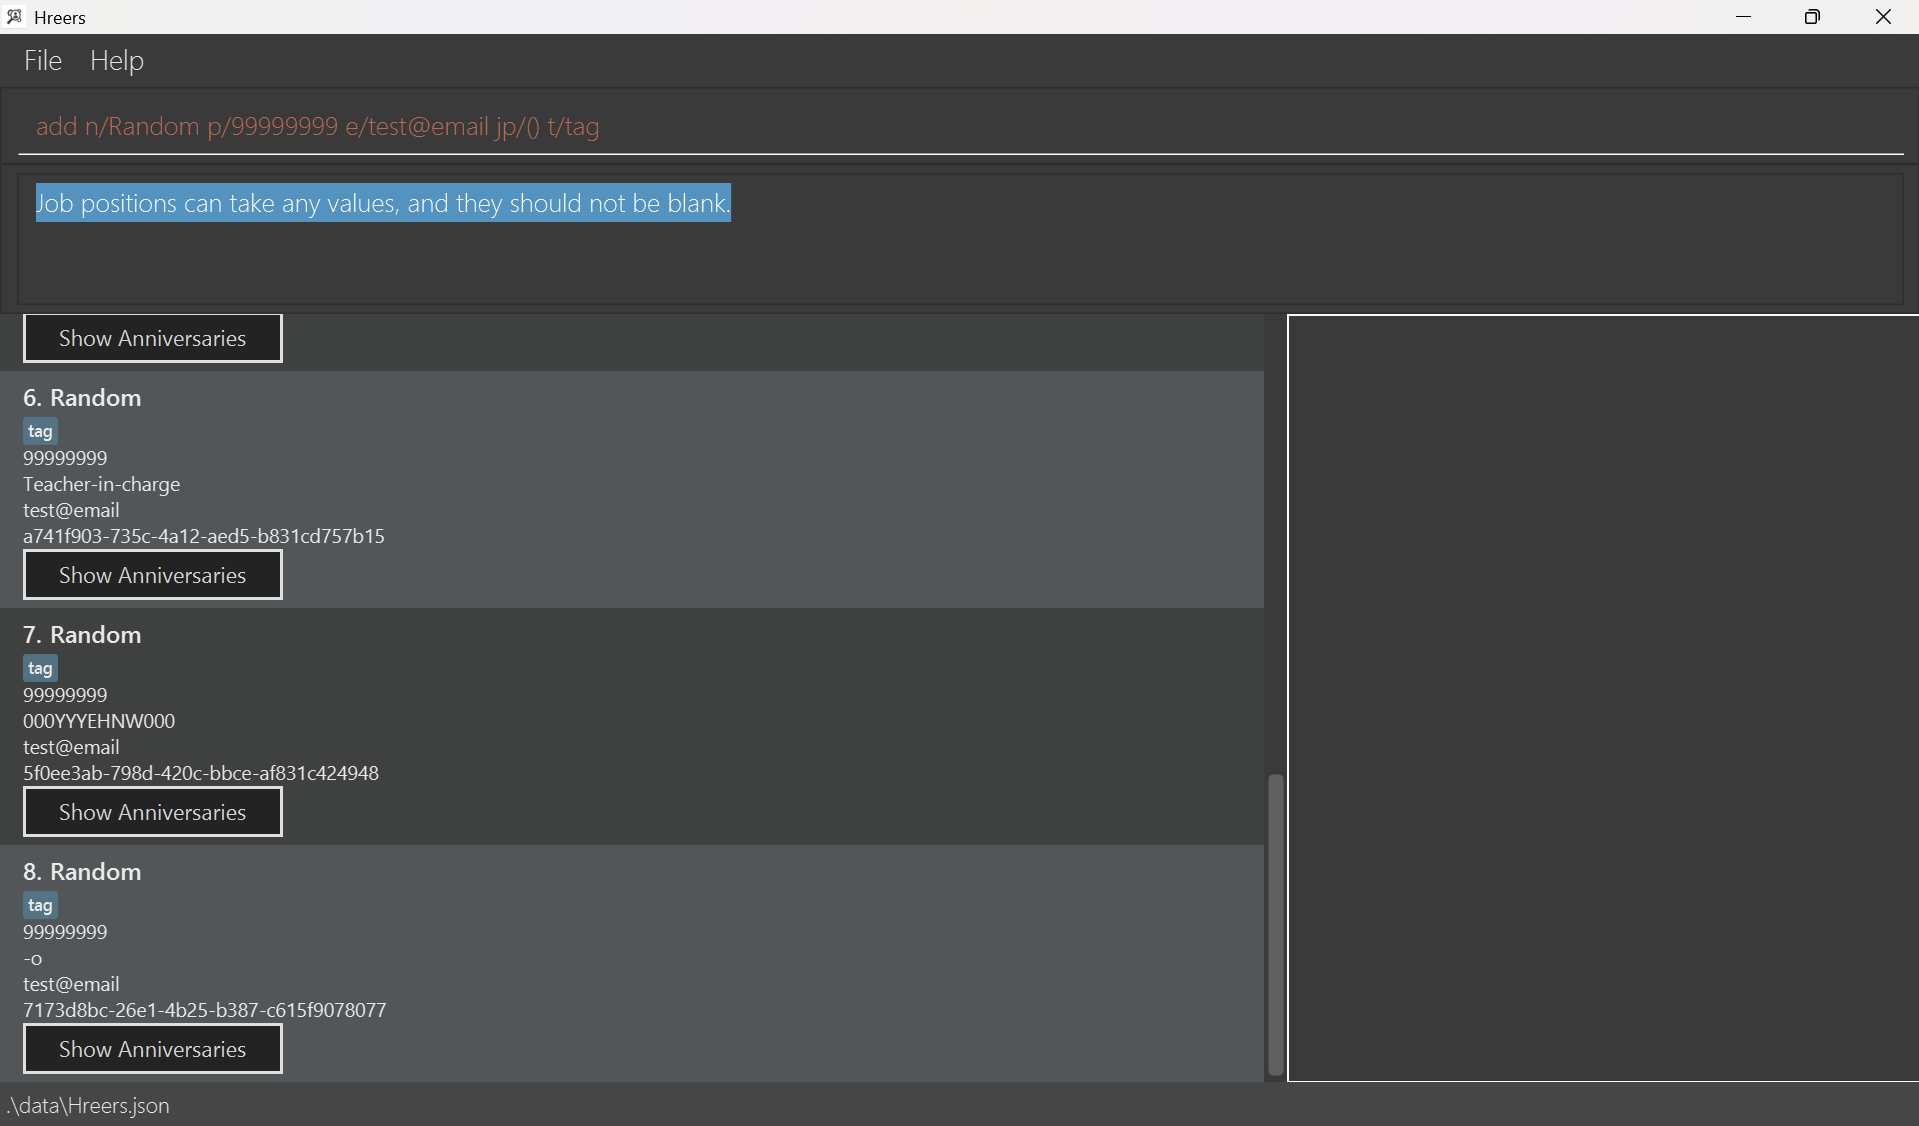 Hreers
File Help
add n/Random p/99999999 e/test@email jp/() t/tag
Job positions can take any values, and they should not be blank.
Show Anniversaries
6. Random
tag
99999999
Teacher-in-charge
test@email
a741f903-735c-4a12-aed5-b831cd757b15
Show Anniversaries
7. Random
tag
99999999
000YYYEHNW000
test@email
5f0ee3ab-798d-420c-bbce-af831c424948
Show Anniversaries
8. Random
tag
99999999
-o
test@email
7173d8bc-26e1-4b25-b387-c615f9078077
Show Anniversaries
.\data\Hreers.json